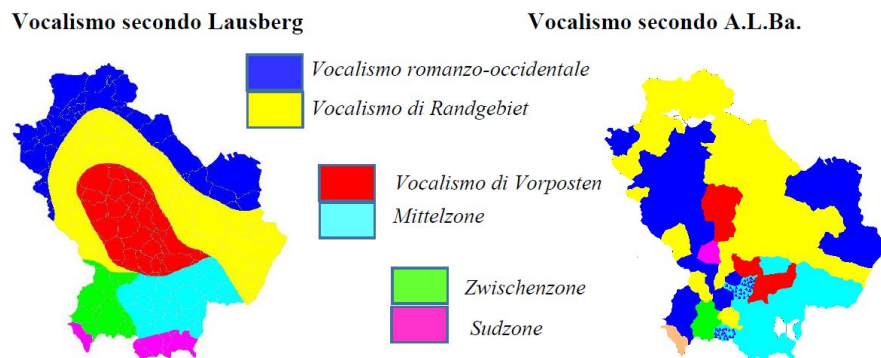 Vocalismo secondo Lausberg
Vocalismo secondo A.L.Ba.
Vocalismo romanzo-occidentale
Vocalismo di Randgebiet
Vocalismo di Vorposten
Mittelzone
Zwischenzone
Sudzone